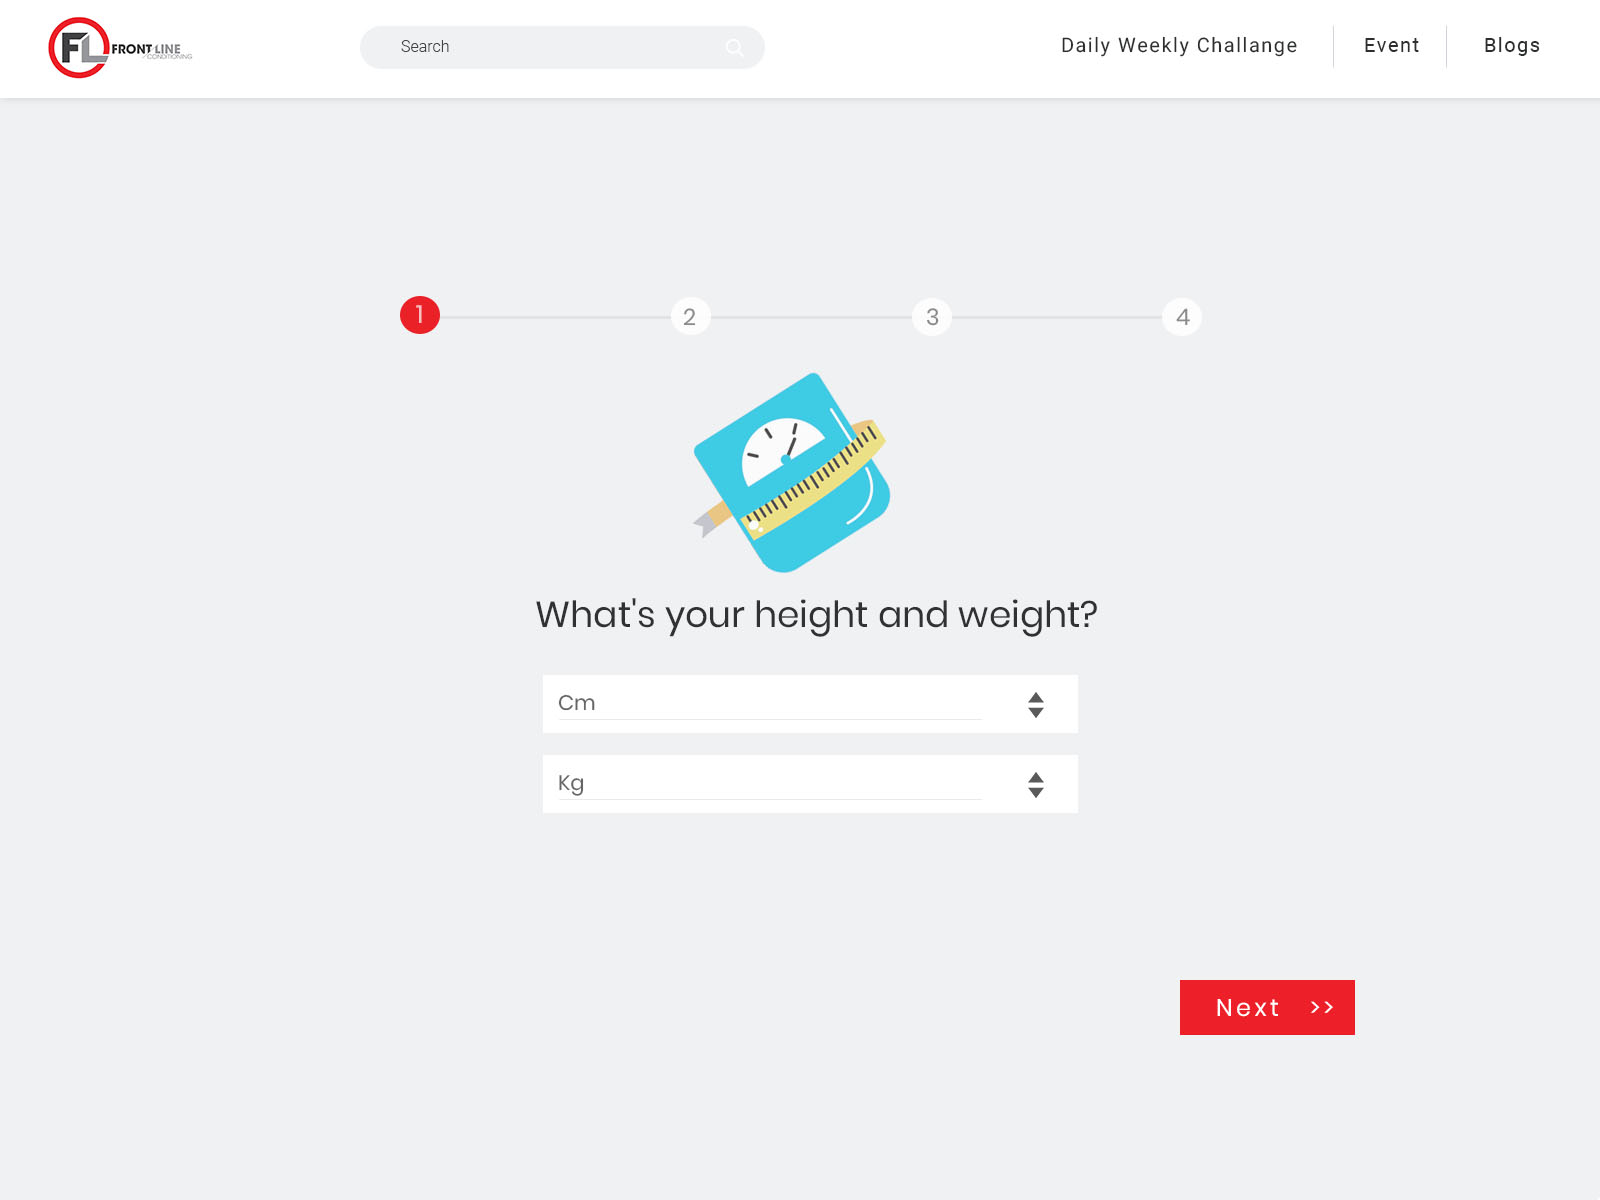 FL FRONT LINE
CONDITIONING
Search
Daily Weekly Challange
Event
Blogs
1
2
3
4
What's your height and weight?
Cm
Kg
Next >>